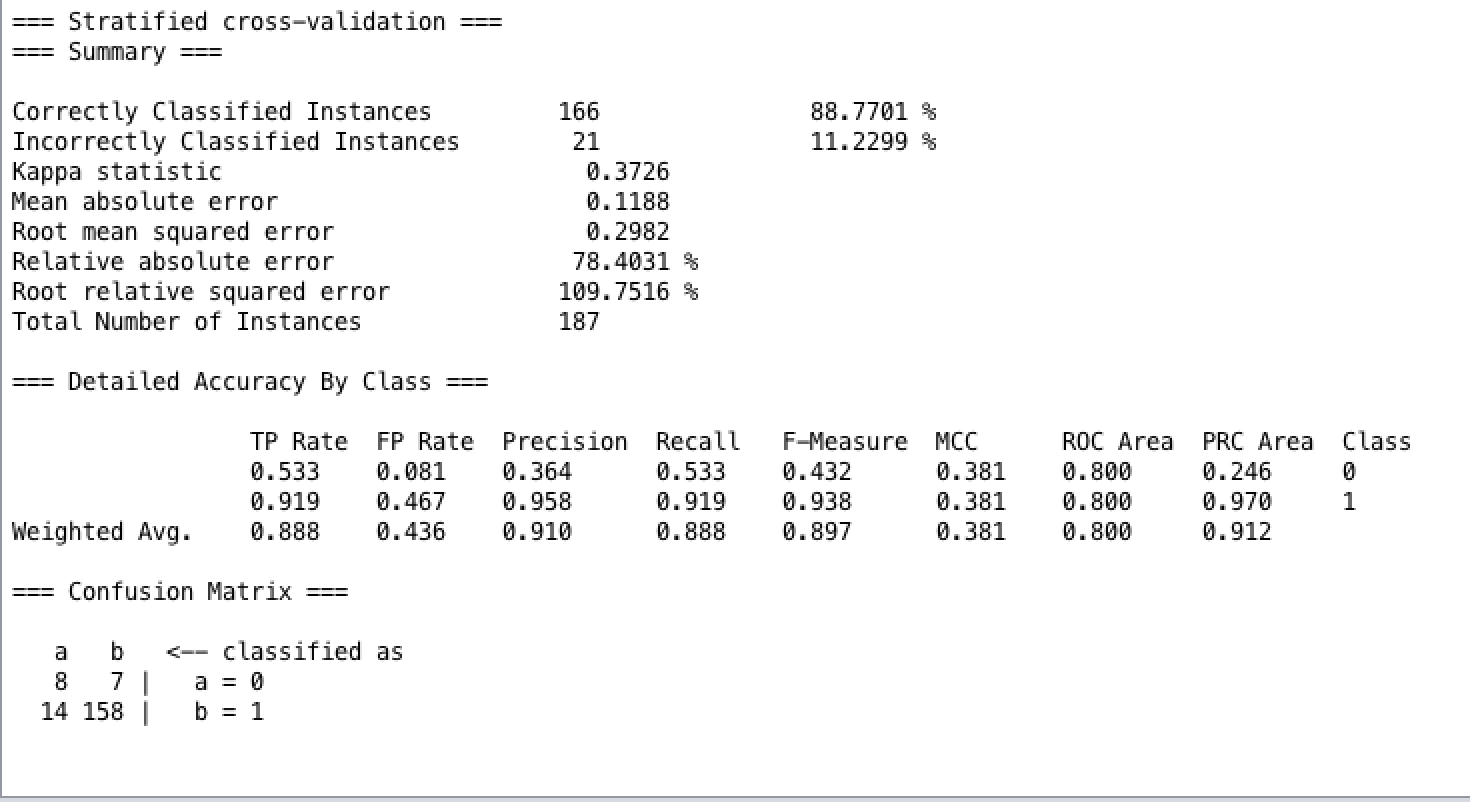 === Stratified cross-validation ===
=== Summary ===
Correctly Classified Instances         166               88.7701 %
Incorrectly Classified Instances        21               11.2299 %
Kappa statistic                          0.3726
Mean absolute error                      0.1188
Root mean squared error                  0.2982
Relative absolute error                 78.4031 %
Root relative squared error            109.7516 %
Total Number of Instances              187
=== Detailed Accuracy By Class ===
                 TP Rate  FP Rate  Precision  Recall   F-Measure  MCC      ROC Area  PRC Area  Class
                 0.533    0.081    0.364      0.533    0.432      0.381    0.800     0.246     0
                 0.919    0.467    0.958      0.919    0.938      0.381    0.800     0.970     1
Weighted Avg.    0.888    0.436    0.910      0.888    0.897      0.381    0.800     0.912
=== Confusion Matrix ===
   a   b   <-- classified as
   8   7 |   a = 0
  14 158 |   b = 1